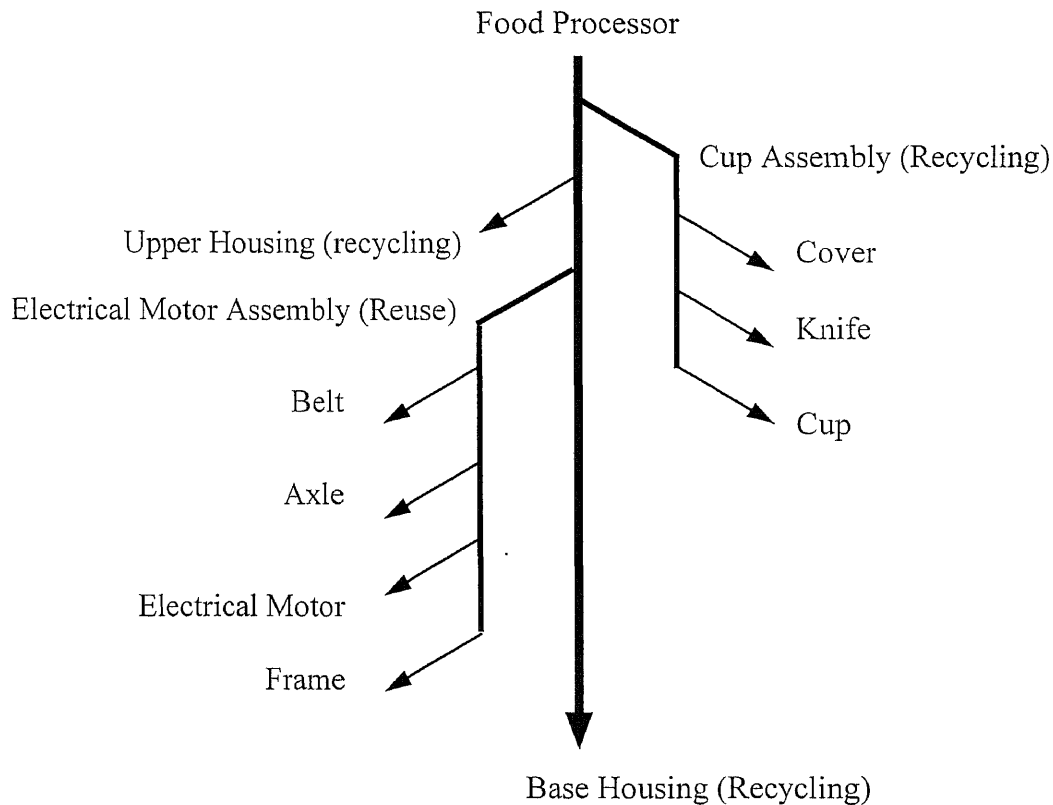 Food Processor
Cup Assembly (Recycling)
Upper Housing (recycling)
Cover
Electrical Motor Assembly (Reuse)
Knife
Belt
Cup
Axle
Electrical Motor
Frame
Base Housing (Recycling)